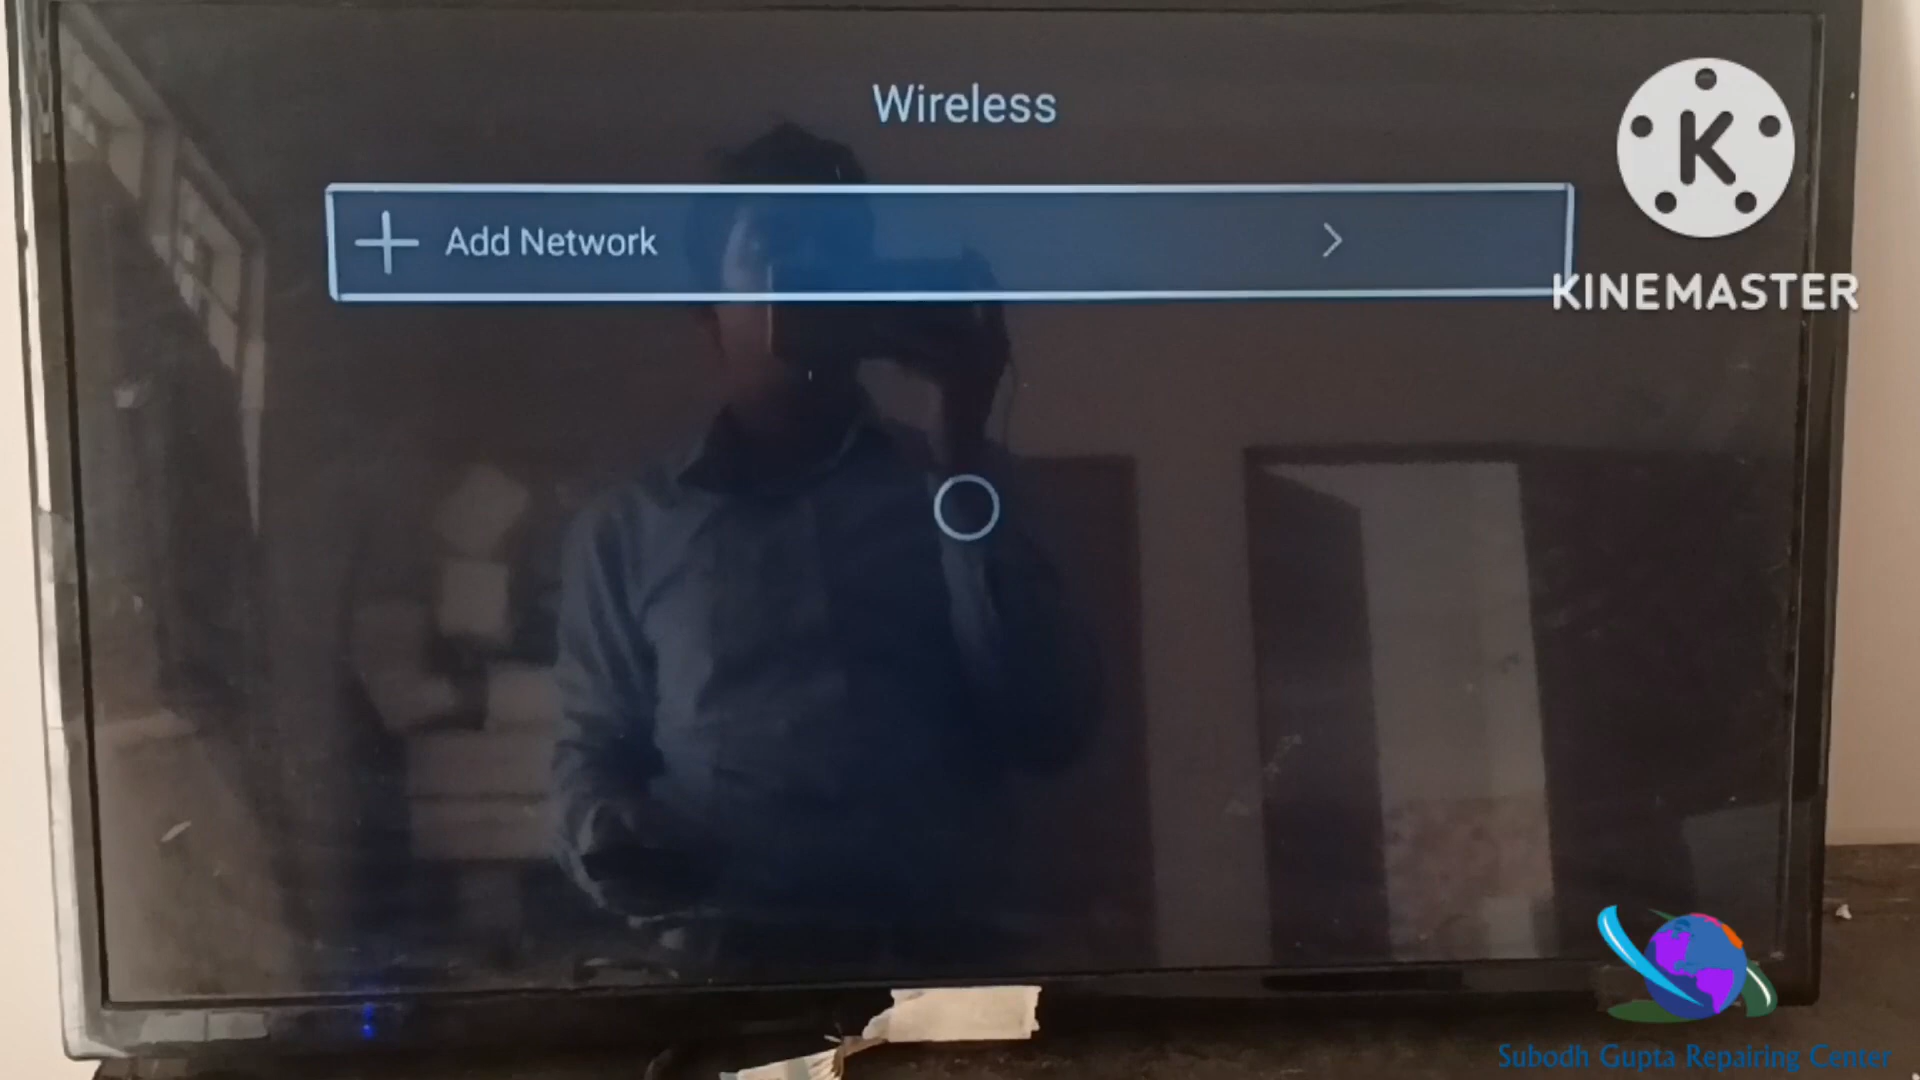 Wireless
Add Network
K
KINEMASTER
Subodh Gupta Repairing Center